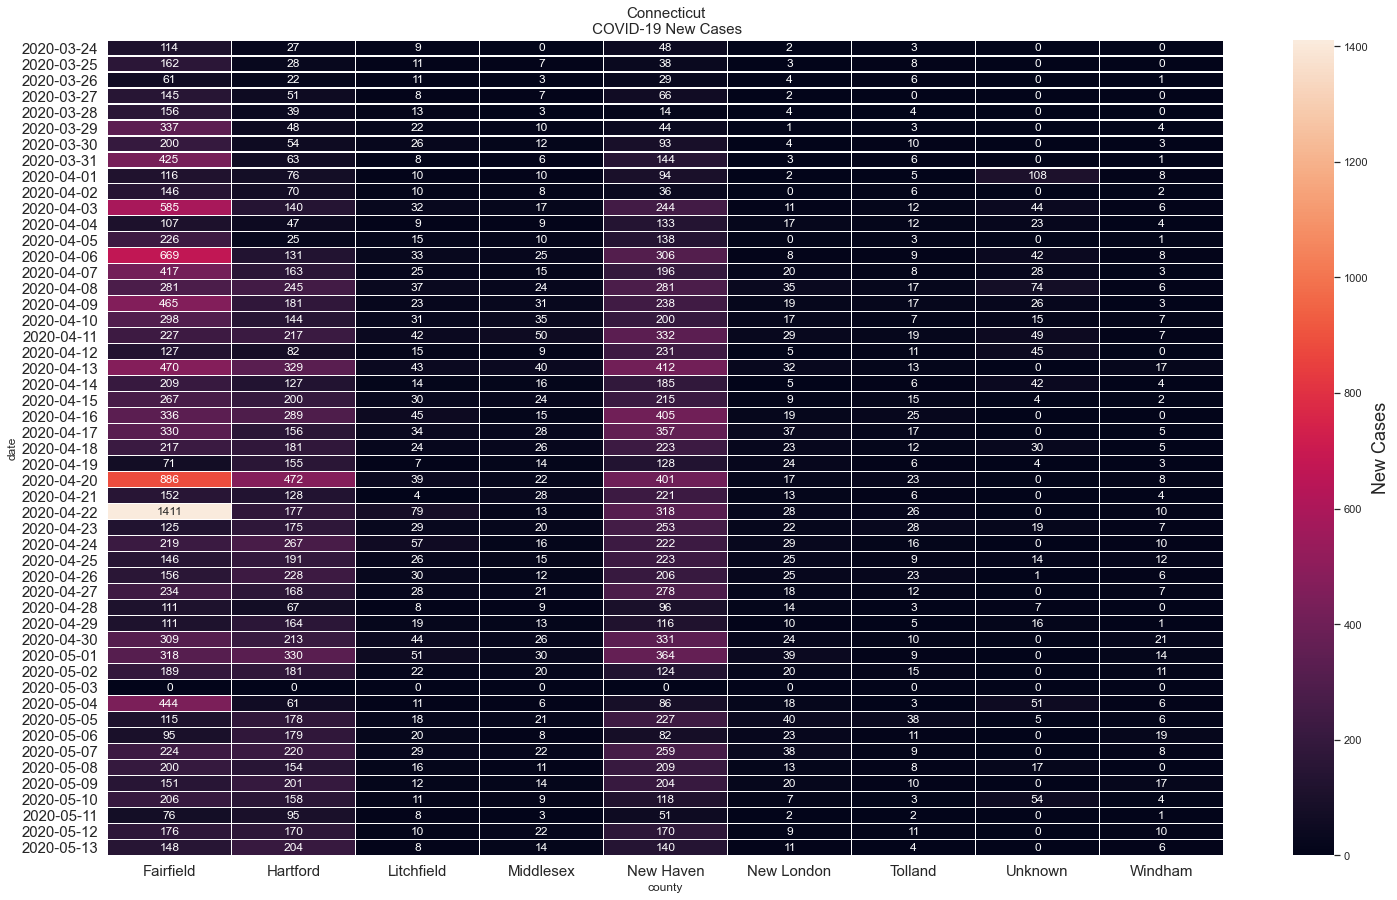 Connecticut
COVID-19 New Cases
2020-03-24 114 27 9 0 48 2 3 0 0
2020-03-25 162 28 11 7 38 3 8 0 0
2020-03-26 61 22 11 3 29 4 6 0 1
2020-03-27 145 51 8 7 66 2 0 0 0
2020-03-28 156 39 13 3 14 4 4 0 0
2020-03-29 337 48 22 10 44 1 3 0 4
2020-03-30 200 54 26 12 93 4 10 0 3
2020-03-31 425 63 8 6 144 3 6 0 1
2020-04-01 116 76 10 10 94 2 5 108 8
2020-04-02 146 70 10 8 36 0 6 0 2
2020-04-03 585 140 32 17 244 11 12 44 6
2020-04-04 107 47 9 9 133 17 12 23 4
2020-04-05 226 25 15 10 138 0 3 0 1
2020-04-06 669 131 33 25 306 8 9 42 8
2020-04-07 417 163 25 15 196 20 8 28 3
2020-04-08 281 245 37 24 281 35 17 74 6
2020-04-09 465 181 23 31 238 19 17 26 3
2020-04-10 298 144 31 35 200 17 7 15 7
2020-04-11 227 217 42 50 332 29 19 49 7
2020-04-12 127 82 15 9 231 5 11 45 0
2020-04-13 470 329 43 40 412 32 13 0 17
2020-04-14 209 127 14 16 185 5 6 42 4
2020-04-15 267 200 30 24 215 9 15 4 2
2020-04-16 336 289 45 15 405 19 25 0 0
2020-04-17 330 156 34 28 357 37 17 0 5
2020-04-18 217 181 24 26 223 23 12 30 5
2020-04-19 71 155 7 14 128 24 6 4 3
2020-04-20 886 472 39 22 401 17 23 0 8
2020-04-21 152 128 4 28 221 13 6 0 4
2020-04-22 1411 177 79 13 318 28 26 0 10
2020-04-23 125 175 29 20 253 22 28 19 7
2020-04-24 219 267 57 16 222 29 16 0 10
2020-04-25 146 191 26 15 223 25 9 14 12
2020-04-26 156 228 30 12 206 25 23 1 6
2020-04-27 234 168 28 21 278 18 12 0 7
2020-04-28 111 67 8 9 96 14 3 7 0
2020-04-29 111 164 19 13 116 10 5 16 1
2020-04-30 309 213 44 26 331 24 10 0 21
2020-05-01 318 330 51 30 364 39 9 0 14
2020-05-02 189 181 22 20 124 20 15 0 11
2020-05-03 0 0 0 0 0 0 0 0 0
2020-05-04 444 61 11 6 86 18 3 51 6
2020-05-05 115 178 18 21 227 40 38 5 6
2020-05-06 95 179 20 8 82 23 11 0 19
2020-05-07 224 220 29 22 259 38 9 0 8
2020-05-08 200 154 16 11 209 13 8 17 0
2020-05-09 151 201 12 14 204 20 10 0 17
2020-05-10 206 158 11 9 118 7 3 54 4
2020-05-11 76 95 8 3 51 2 2 0 1
2020-05-12 176 170 10 22 170 9 11 0 10
2020-05-13 148 204 8 14 140 11 4 0 6
Fairfield Hartford Litchfield Middlesex New Haven New London Tolland Unknown Windham
county
date
1400
1200
1000
800
600
400
200
0
New Cases